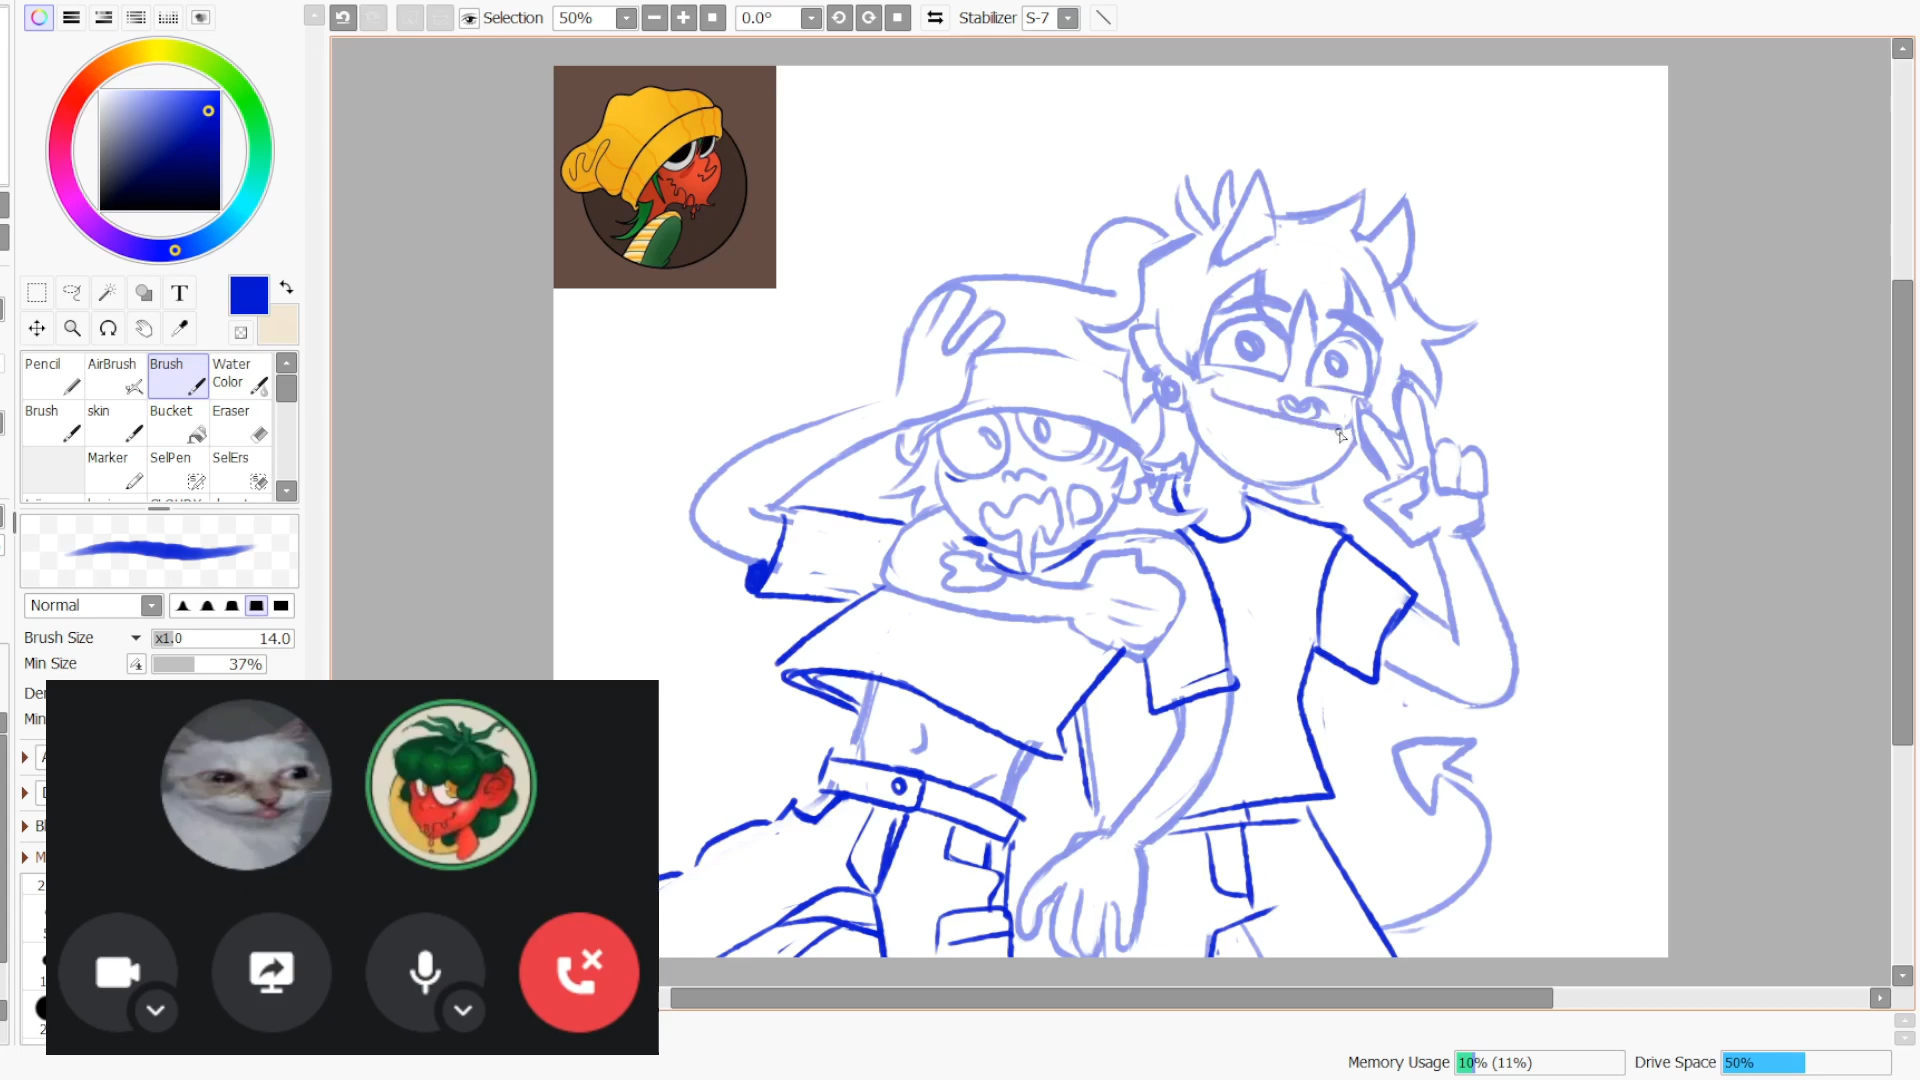 Selection 50% 0.0° Stabilizer S-7
T
Pencil AirBrush Brush Water Color
Brush skin Bucket Eraser
Marker SelPen SelErs
Normal
Brush Size x1.0 14.0
Min Size 37%
Memory Usage 10% (11%) Drive Space 50%